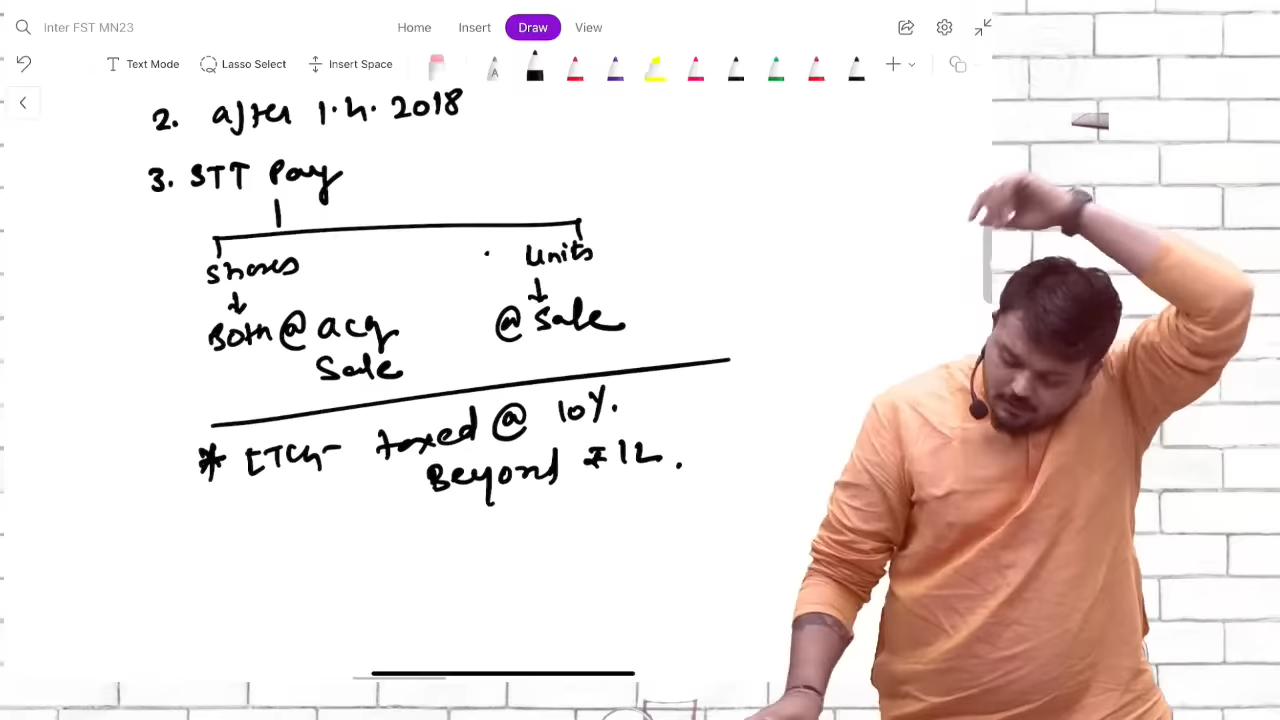 Inter FST MN23
Home Insert Draw View
Text Mode Lasso Select Insert Space
2. after 1.4.2018
3. STT Pay
Shares Units
Both @ acq @ Sale
Sale
* LTCG taxed @ 10%.
Beyond ₹1L.